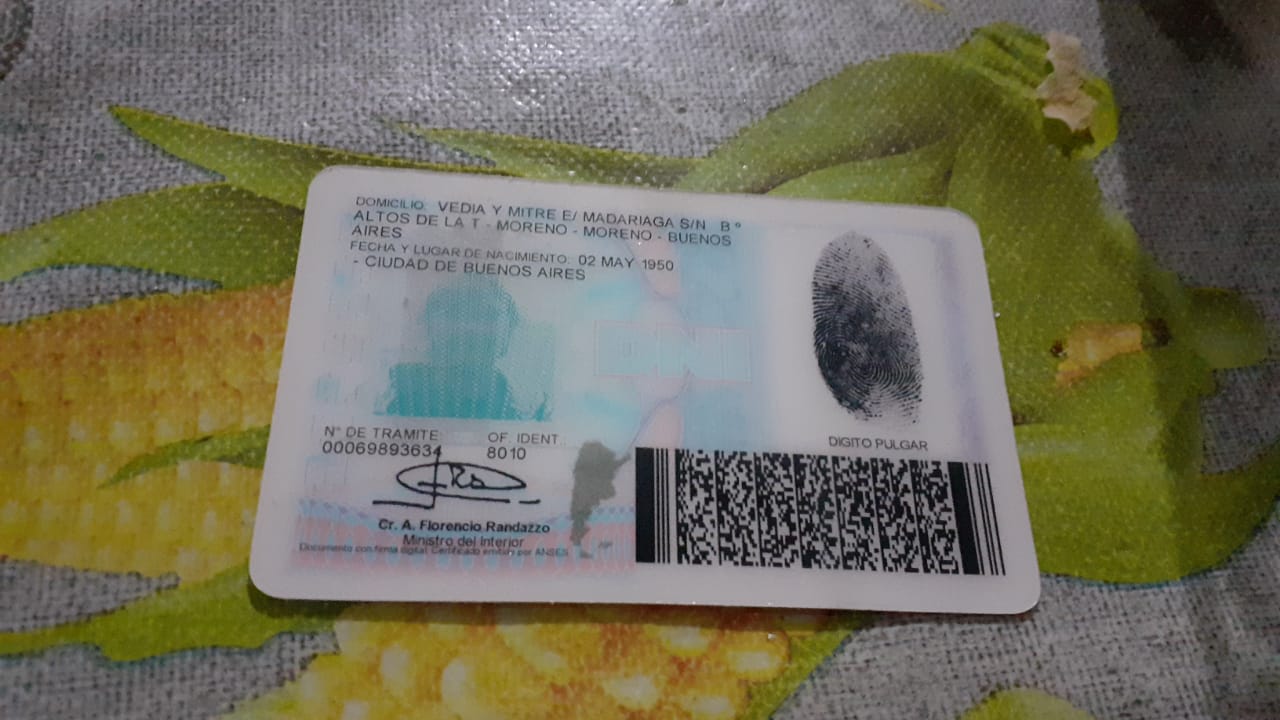 DOMICILIO: VEDIA Y MITRE E/ MADARIAGA S/N B º
ALTOS DE LA T - MORENO - MORENO - BUENOS
AIRES
FECHA Y LUGAR DE NACIMIENTO: 02 MAY 1950
- CIUDAD DE BUENOS AIRES
DNI
N° DE TRAMITE: OF. IDENT.:
00069893634 8010
DIGITO PULGAR
Cr. A. Florencio Randazzo
Ministro del Interior
Documento con firma digital. Certificado emitido por ANSES